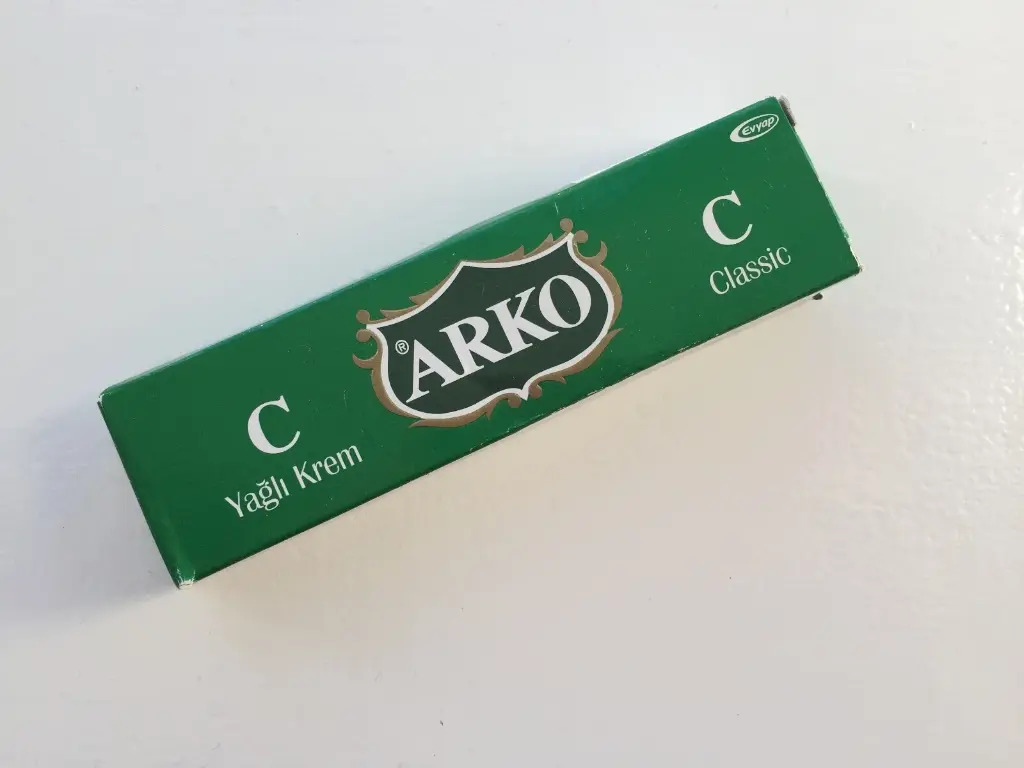 Evyap
C
Yağlı Krem
® ARKO
C
Classic